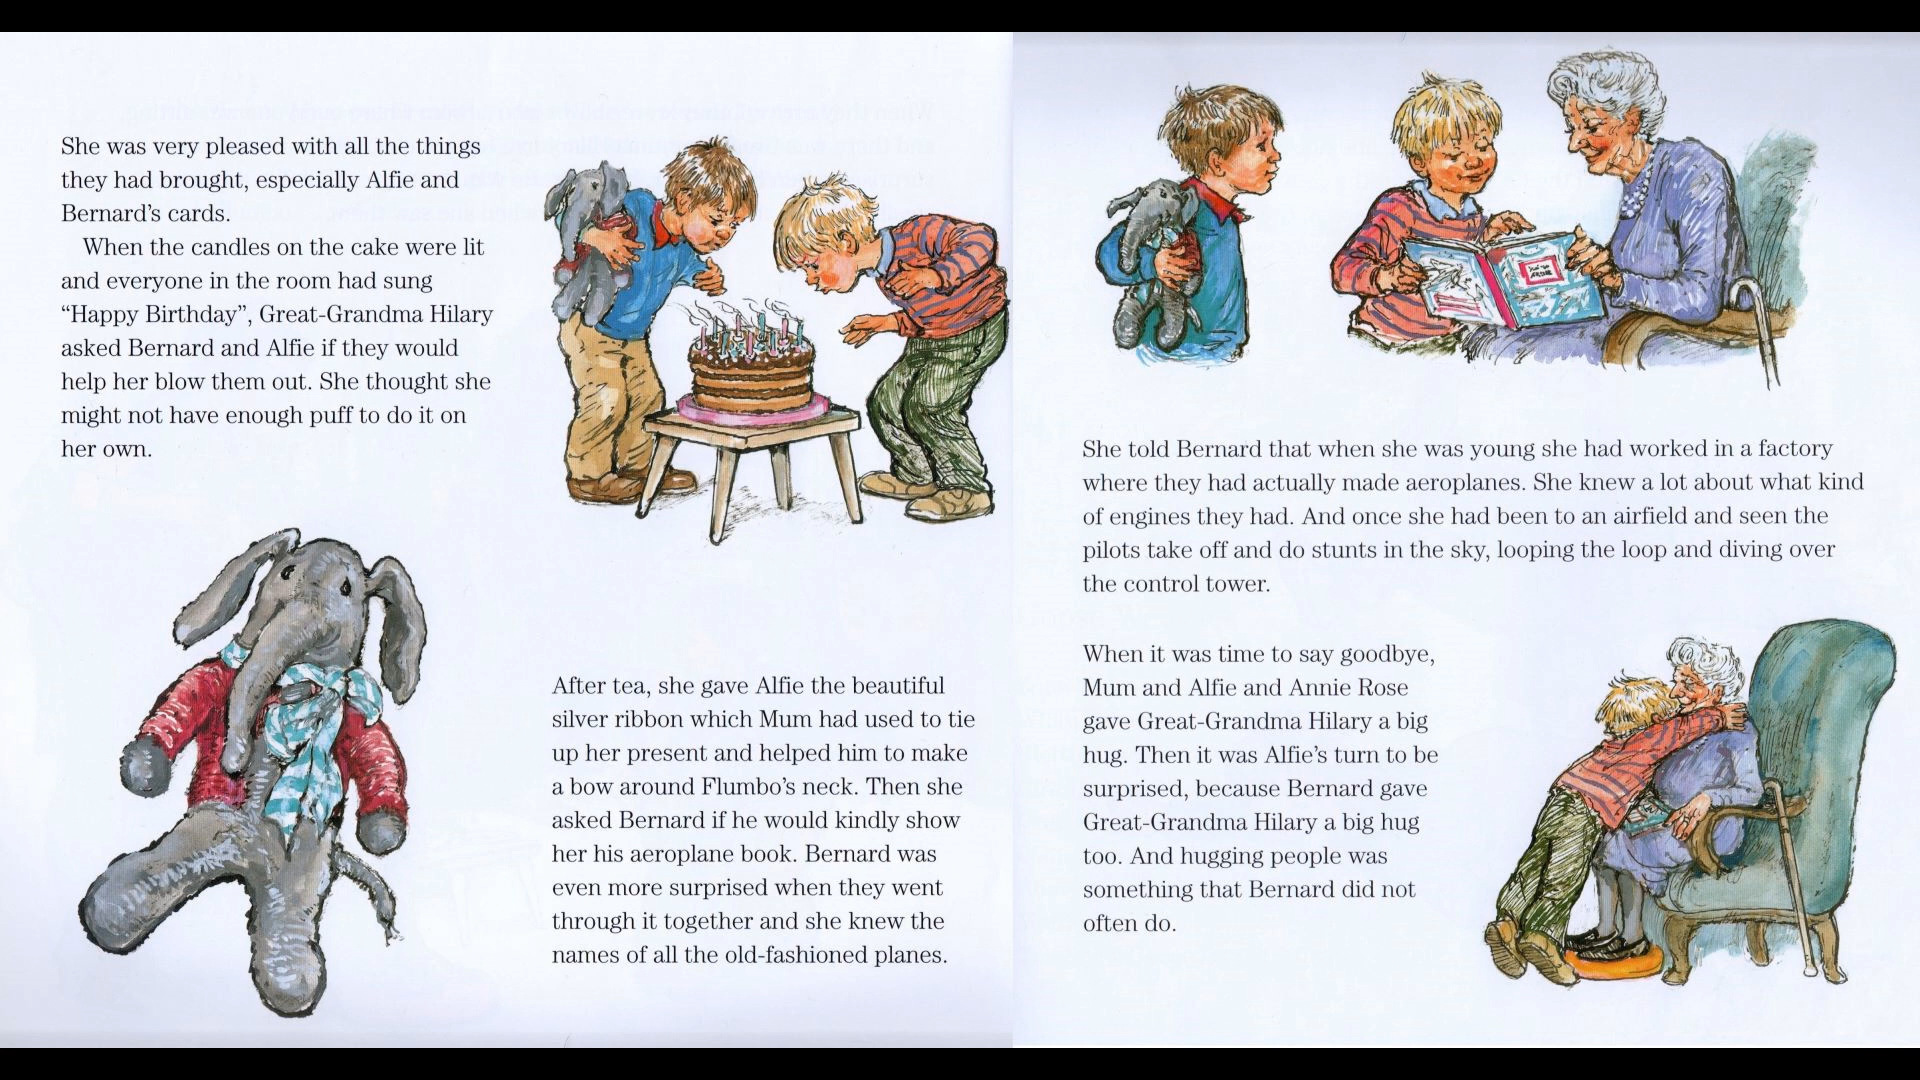 She was very pleased with all the things
they had brought, especially Alfie and
Bernard's cards.
When the candles on the cake were lit
and everyone in the room had sung
“Happy Birthday”, Great-Grandma Hilary
asked Bernard and Alfie if they would
help her blow them out. She thought she
might not have enough puff to do it on
her own.
After tea, she gave Alfie the beautiful
silver ribbon which Mum had used to tie
up her present and helped him to make
a bow around Flumbo's neck. Then she
asked Bernard if he would kindly show
her his aeroplane book. Bernard was
even more surprised when they went
through it together and she knew the
names of all the old-fashioned planes.
She told Bernard that when she was young she had worked in a factory
where they had actually made aeroplanes. She knew a lot about what kind
of engines they had. And once she had been to an airfield and seen the
pilots take off and do stunts in the sky, looping the loop and diving over
the control tower.
When it was time to say goodbye,
Mum and Alfie and Annie Rose
gave Great-Grandma Hilary a big
hug. Then it was Alfie's turn to be
surprised, because Bernard gave
Great-Grandma Hilary a big hug
too. And hugging people was
something that Bernard did not
often do.